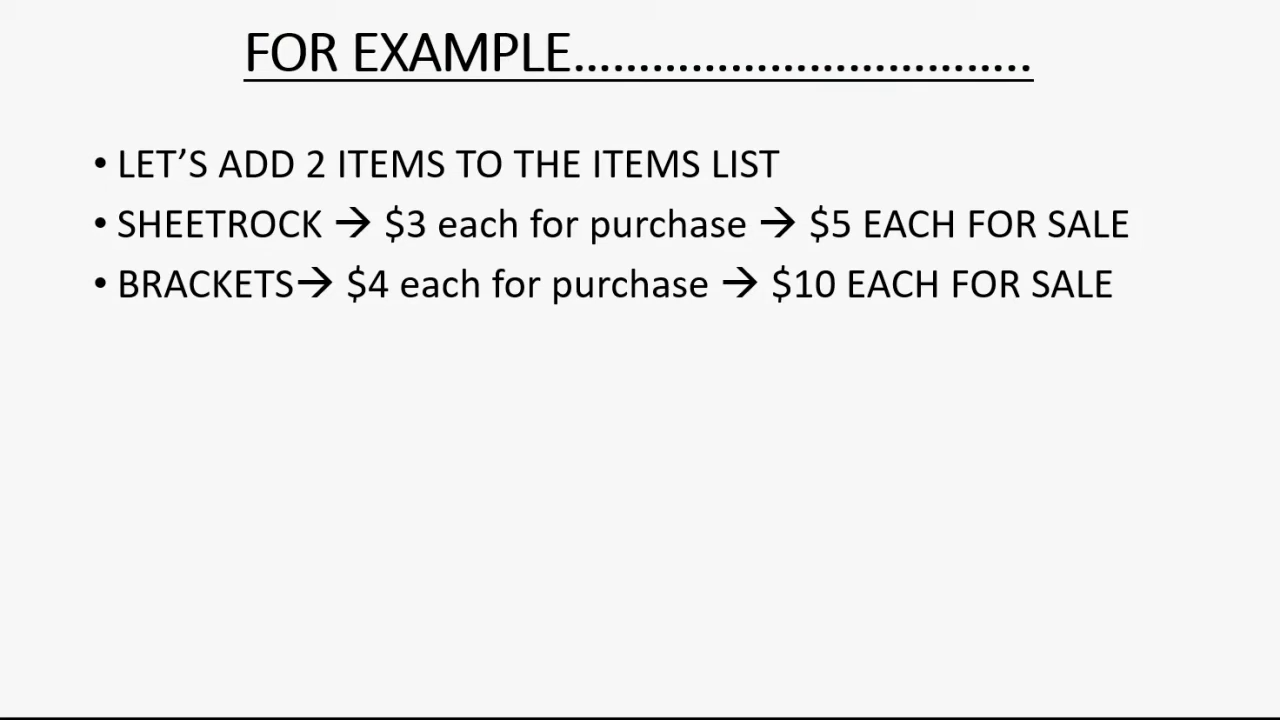 FOR EXAMPLE………………………………..
• LET’S ADD 2 ITEMS TO THE ITEMS LIST
• SHEETROCK → $3 each for purchase → $5 EACH FOR SALE
• BRACKETS→ $4 each for purchase → $10 EACH FOR SALE